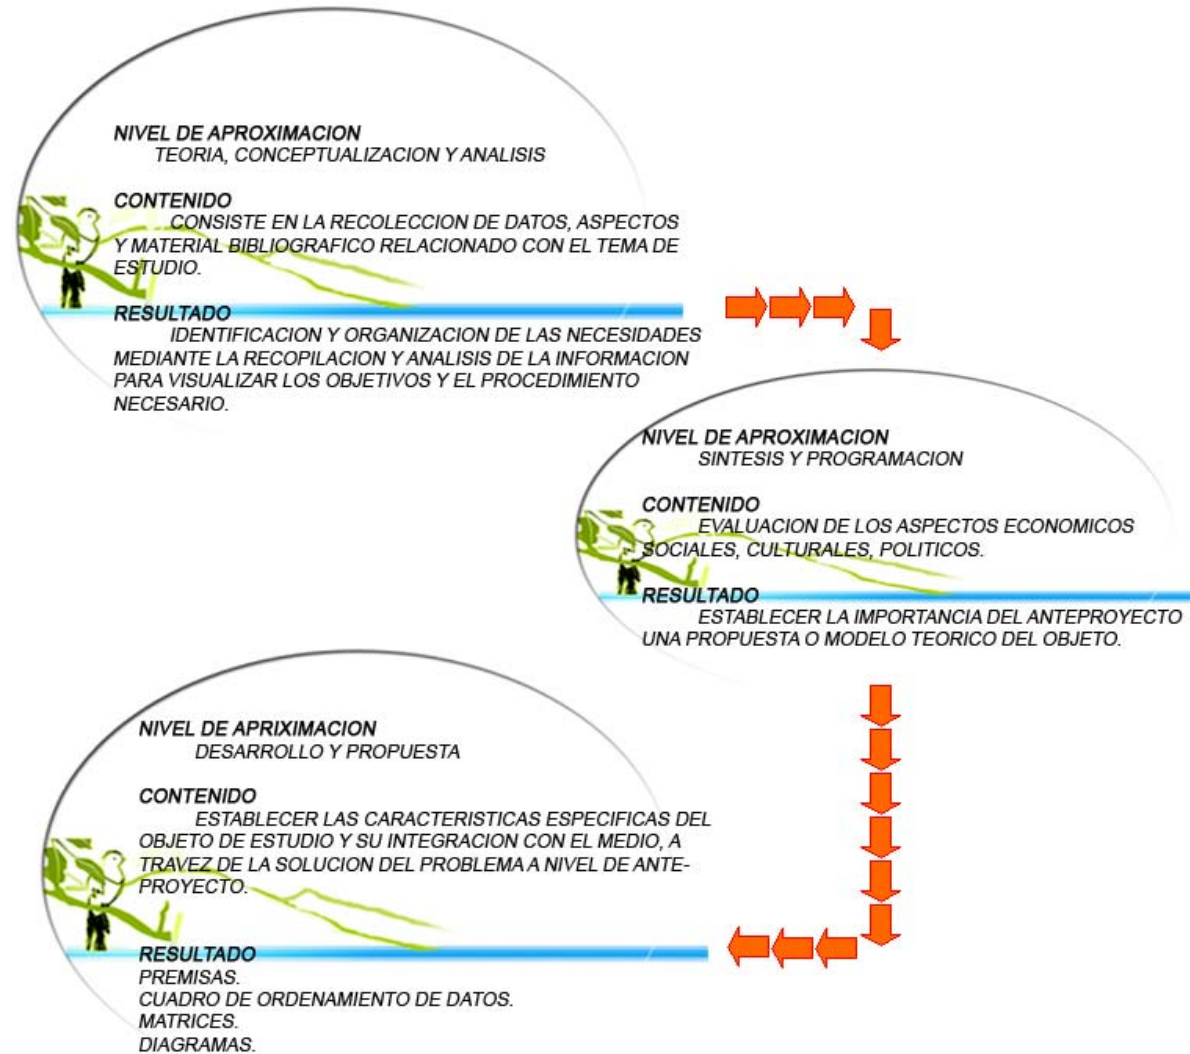 NIVEL DE APROXIMACION
TEORIA, CONCEPTUALIZACION Y ANALISIS
CONTENIDO
CONSISTE EN LA RECOLECCION DE DATOS, ASPECTOS
Y MATERIAL BIBLIOGRAFICO RELACIONADO CON EL TEMA DE
ESTUDIO.
RESULTADO
IDENTIFICACION Y ORGANIZACION DE LAS NECESIDADES
MEDIANTE LA RECOPILACION Y ANALISIS DE LA INFORMACION
PARA VISUALIZAR LOS OBJETIVOS Y EL PROCEDIMIENTO
NECESARIO.
NIVEL DE APROXIMACION
SINTESIS Y PROGRAMACION
CONTENIDO
EVALUACION DE LOS ASPECTOS ECONOMICOS
SOCIALES, CULTURALES, POLITICOS.
RESULTADO
ESTABLECER LA IMPORTANCIA DEL ANTEPROYECTO
UNA PROPUESTA O MODELO TEORICO DEL OBJETO.
NIVEL DE APRIXIMACION
DESARROLLO Y PROPUESTA
CONTENIDO
ESTABLECER LAS CARACTERISTICAS ESPECIFICAS DEL
OBJETO DE ESTUDIO Y SU INTEGRACION CON EL MEDIO, A
TRAVEZ DE LA SOLUCION DEL PROBLEMA A NIVEL DE ANTE-
PROYECTO.
RESULTADO
PREMISAS.
CUADRO DE ORDENAMIENTO DE DATOS.
MATRICES.
DIAGRAMAS.